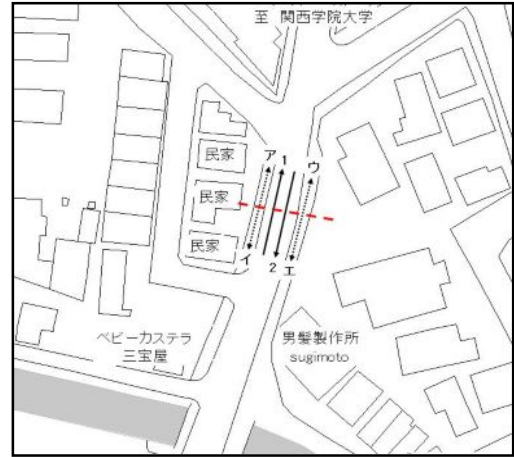 至 関西学院大学
民家
ア
1
ウ
民家
民家
イ
2
エ
ベビーカステラ
三宝屋
男髪製作所
sugimoto